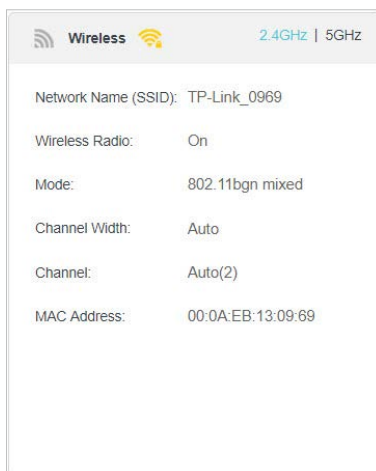 Wireless 2.4GHz | 5GHz
Network Name (SSID): TP-Link_0969
Wireless Radio: On
Mode: 802.11bgn mixed
Channel Width: Auto
Channel: Auto(2)
MAC Address: 00:0A:EB:13:09:69